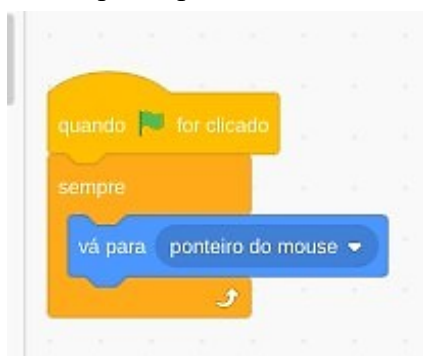 quando for clicado
sempre
vá para ponteiro do mouse